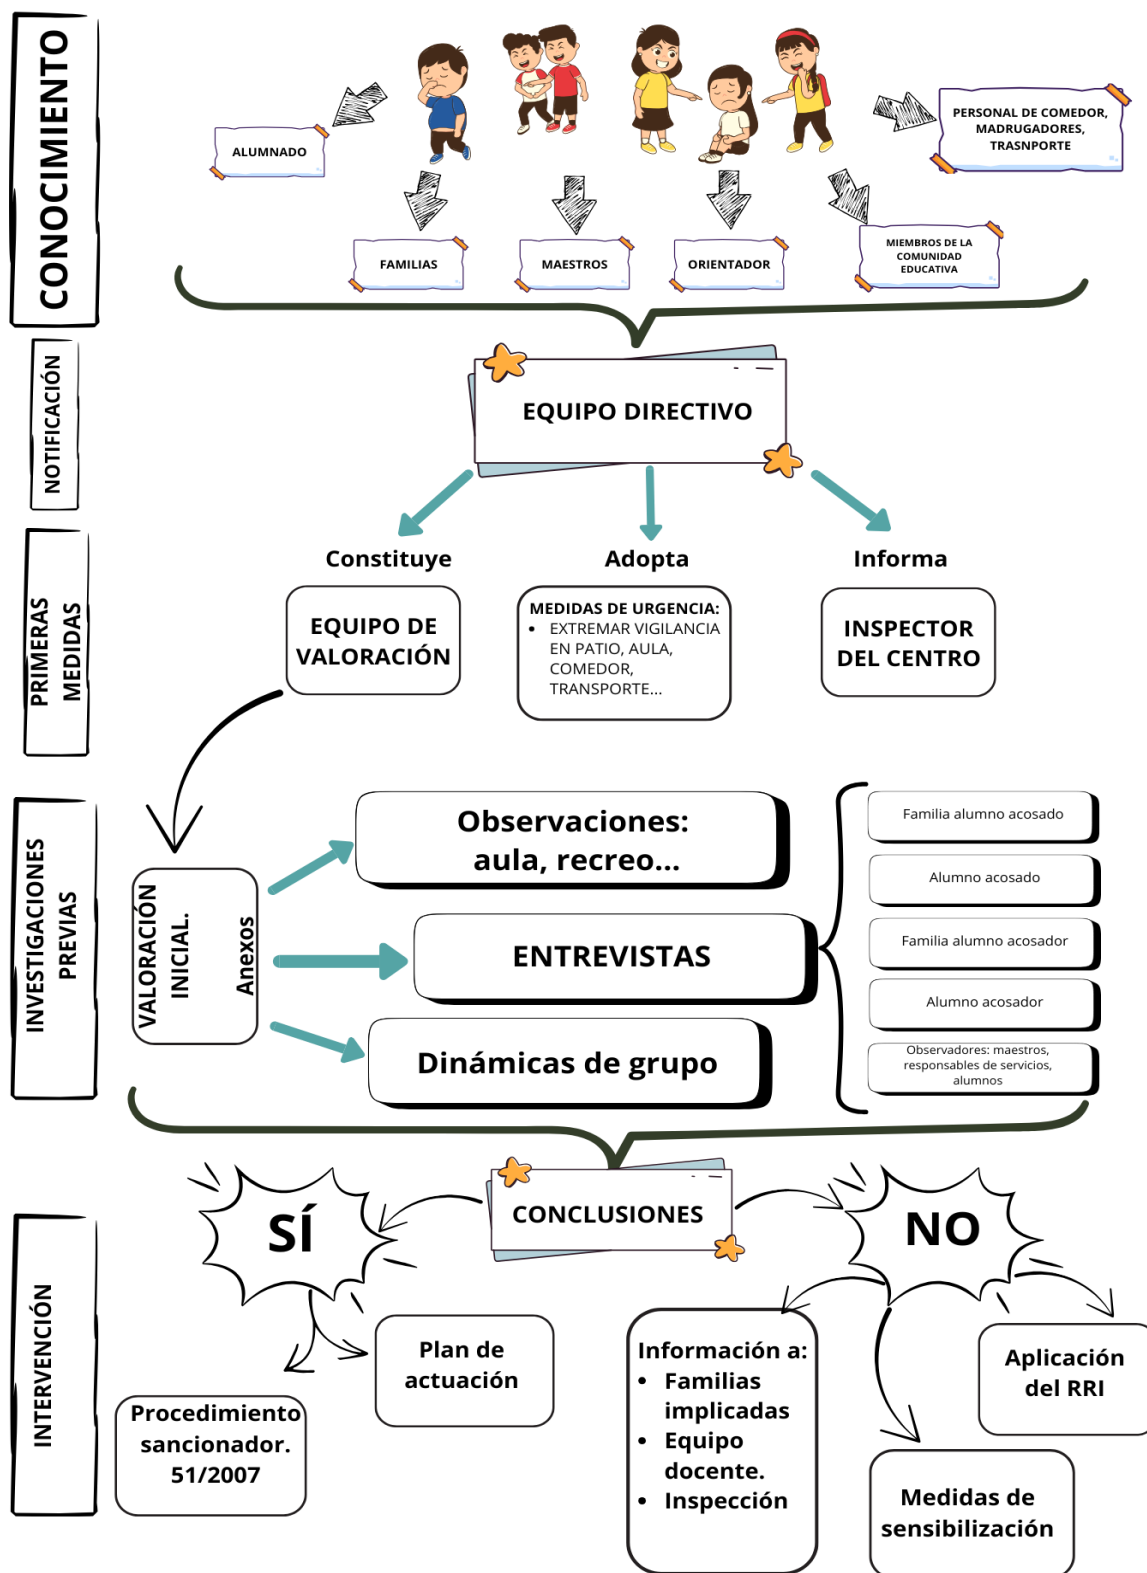 CONOCIMIENTO
ALUMNADO
PERSONAL DE COMEDOR,
MADRUGADORES,
TRASNPORTE
FAMILIAS
MAESTROS
ORIENTADOR
MIEMBROS DE LA
COMUNIDAD
EDUCATIVA
NOTIFICACIÓN
EQUIPO DIRECTIVO
PRIMERAS
MEDIDAS
Constituye
Adopta
Informa
EQUIPO DE
VALORACIÓN
MEDIDAS DE URGENCIA:
• EXTREMAR VIGILANCIA
EN PATIO, AULA,
COMEDOR,
TRANSPORTE...
INSPECTOR
DEL CENTRO
INVESTIGACIONES
PREVIAS
VALORACIÓN
INICIAL.
Anexos
Observaciones:
aula, recreo...
ENTREVISTAS
Dinámicas de grupo
Familia alumno acosado
Alumno acosado
Familia alumno acosador
Alumno acosador
Observadores: maestros,
responsables de servicios,
alumnos
INTERVENCIÓN
CONCLUSIONES
SÍ
NO
Procedimiento
sancionador.
51/2007
Plan de
actuación
Información a:
• Familias
implicadas
• Equipo
docente.
• Inspección
Medidas de
sensibilización
Aplicación
del RRI